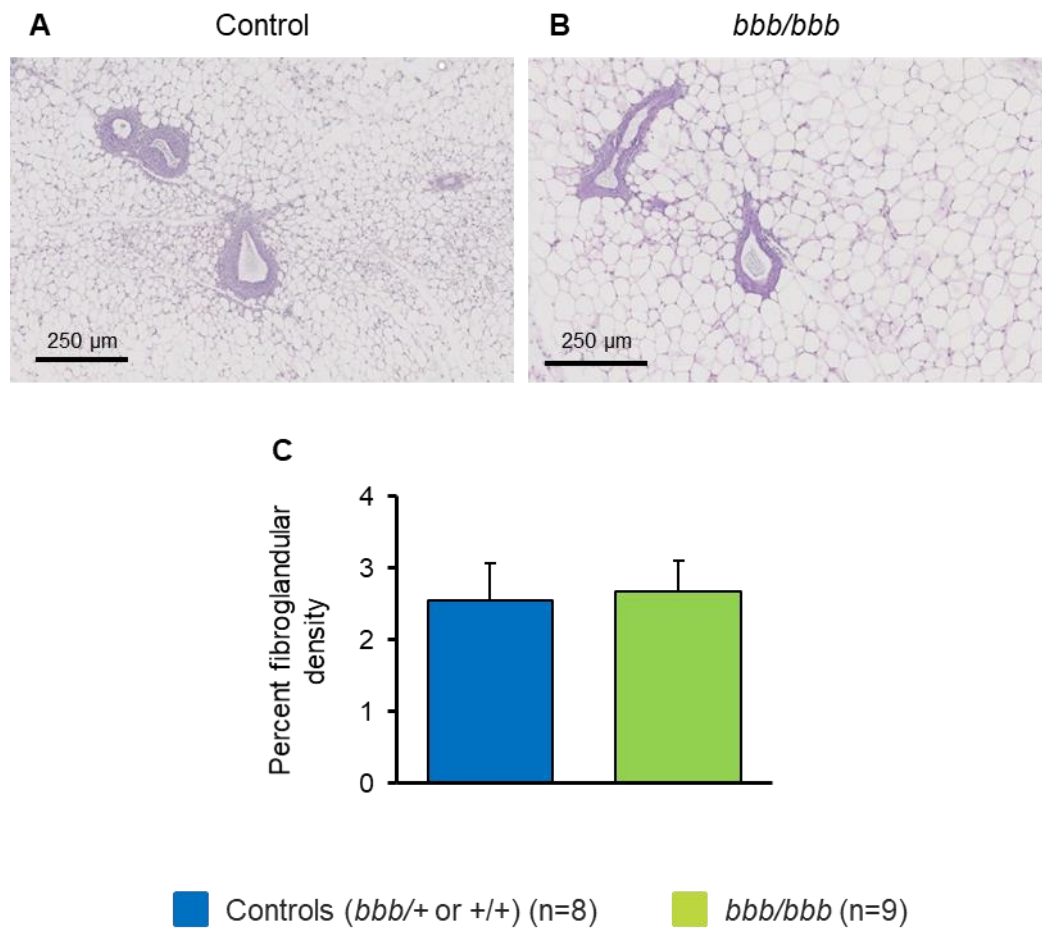 A
Control
B
bbb/bbb
250 µm
250 µm
C
Percent fibroglandular
density
4
3
2
1
0
Controls (bbb/+ or +/+) (n=8)
bbb/bbb (n=9)